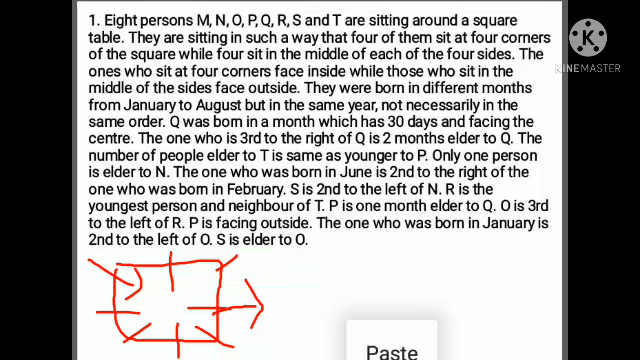 1. Eight persons M, N, O, P, Q, R, S and T are sitting around a square
table. They are sitting in such a way that four of them sit at four corners
of the square while four sit in the middle of each of the four sides. The
ones who sit at four corners face inside while those who sit in the
middle of the sides face outside. They were born in different months
from January to August but in the same year, not necessarily in the
same order. Q was born in a month which has 30 days and facing the
centre. The one who is 3rd to the right of Q is 2 months elder to Q. The
number of people elder to T is same as younger to P. Only one person
is elder to N. The one who was born in June is 2nd to the right of the
one who was born in February. S is 2nd to the left of N. R is the
youngest person and neighbour of T. P is one month elder to Q. O is 3rd
to the left of R. P is facing outside. The one who was born in January is
2nd to the left of O. S is elder to O.
KINEMASTER
Paste